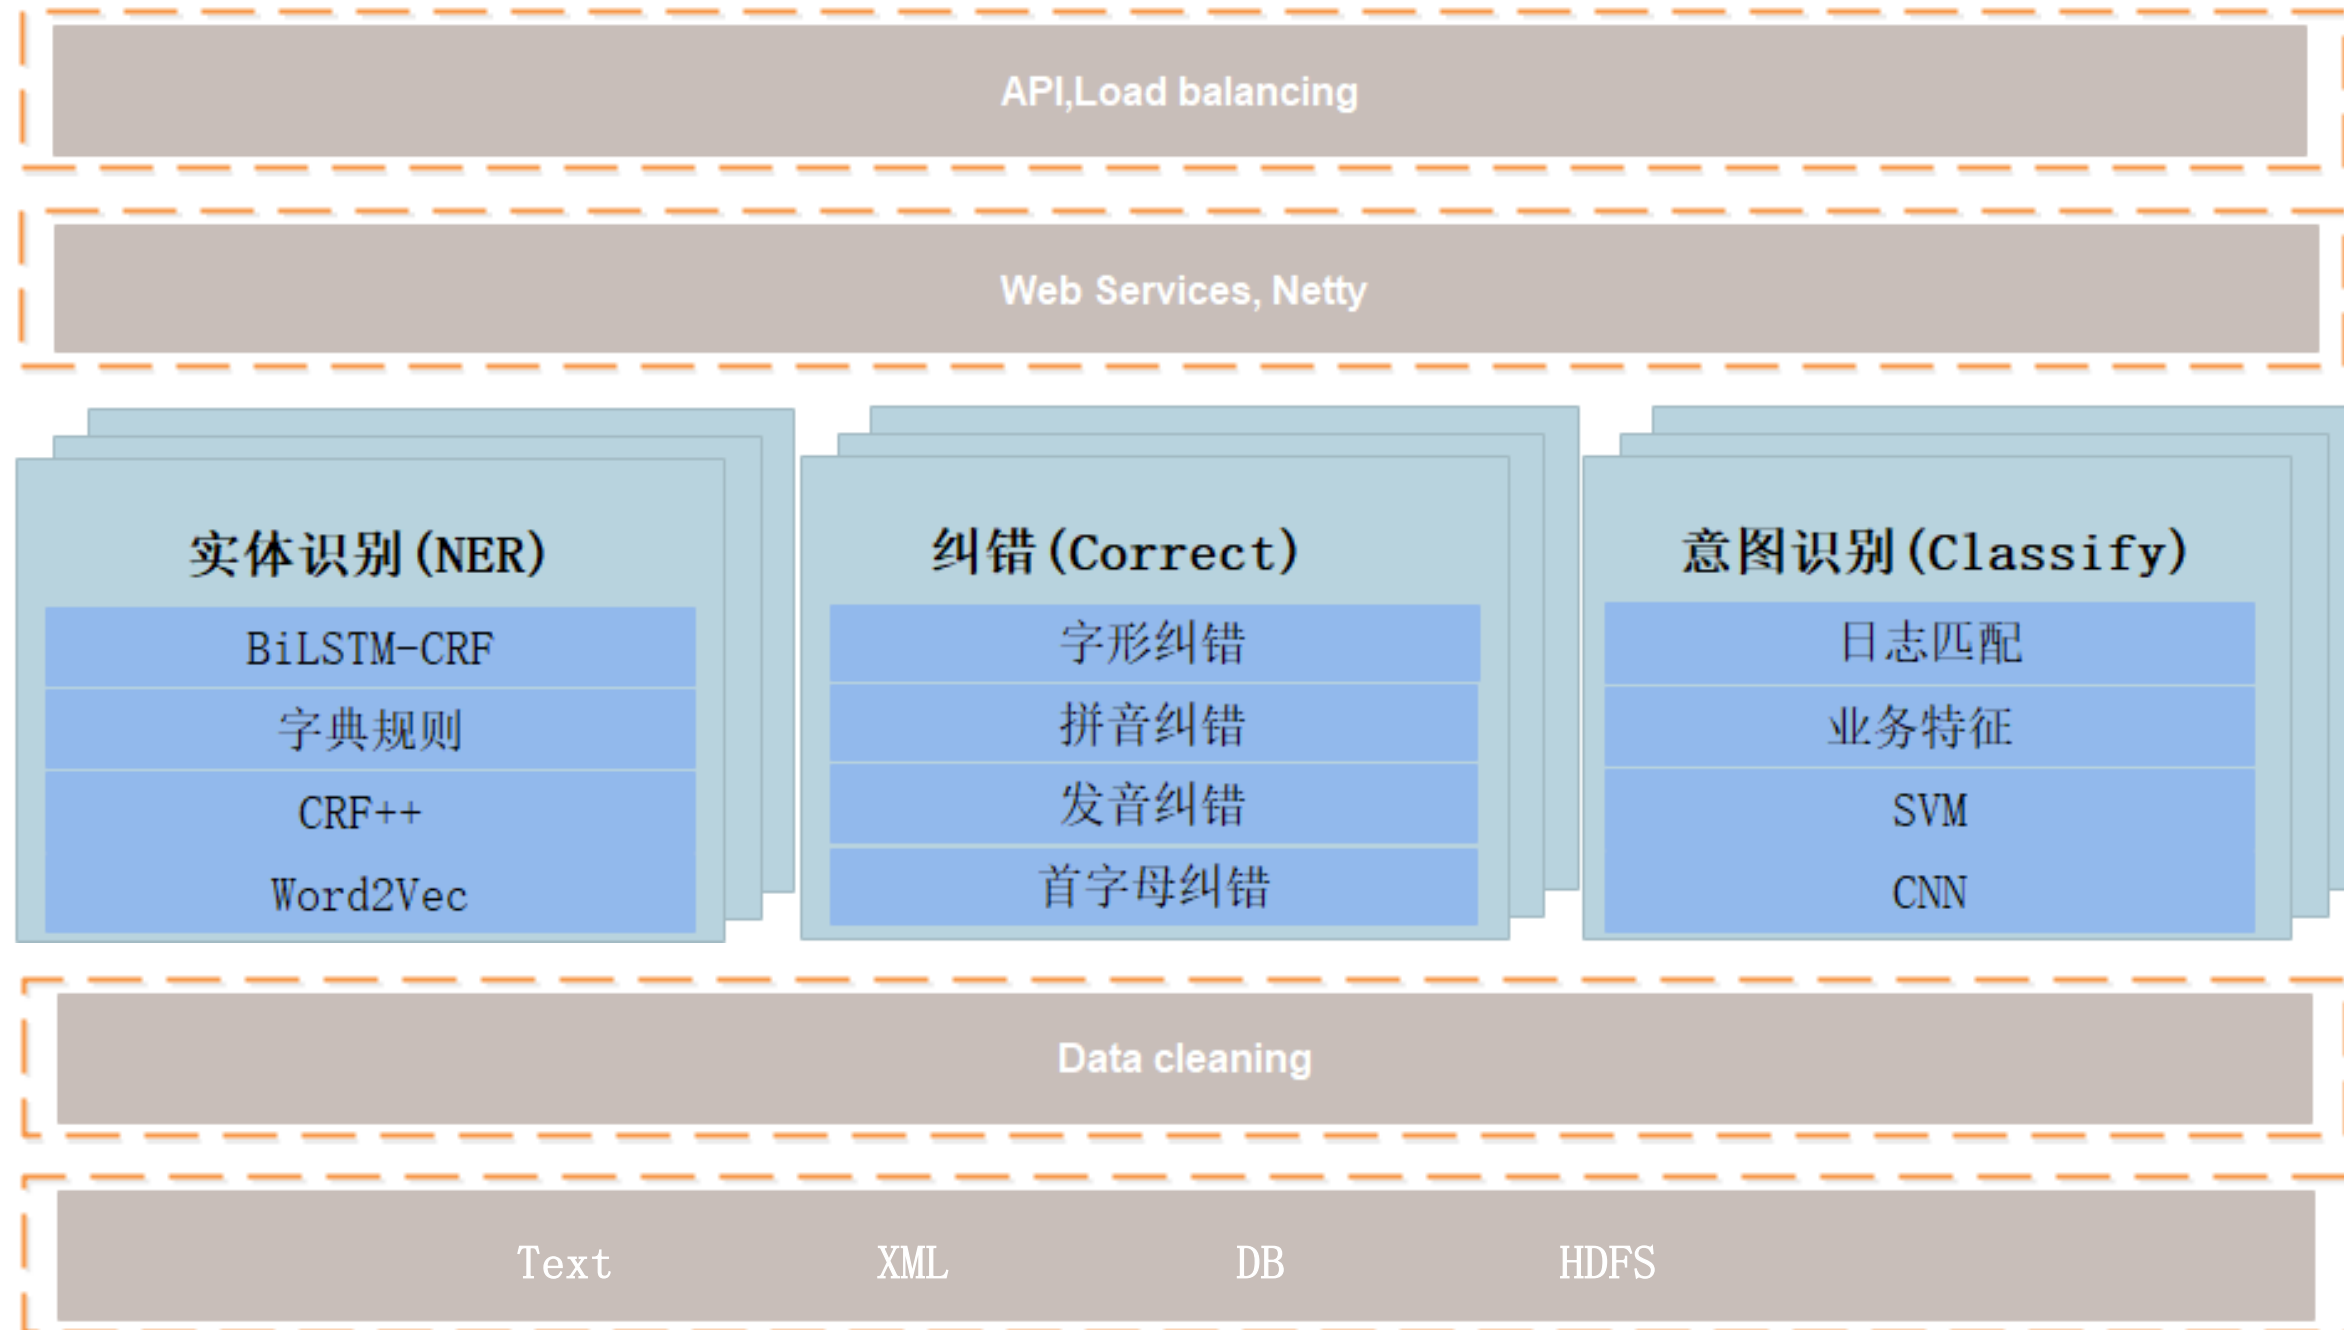 API,Load balancing
Web Services, Netty
实体识别(NER)
BiLSTM-CRF
字典规则
CRF++
Word2Vec
纠错(Correct)
字形纠错
拼音纠错
发音纠错
首字母纠错
意图识别(Classify)
日志匹配
业务特征
SVM
CNN
Data cleaning
Text XML DB HDFS